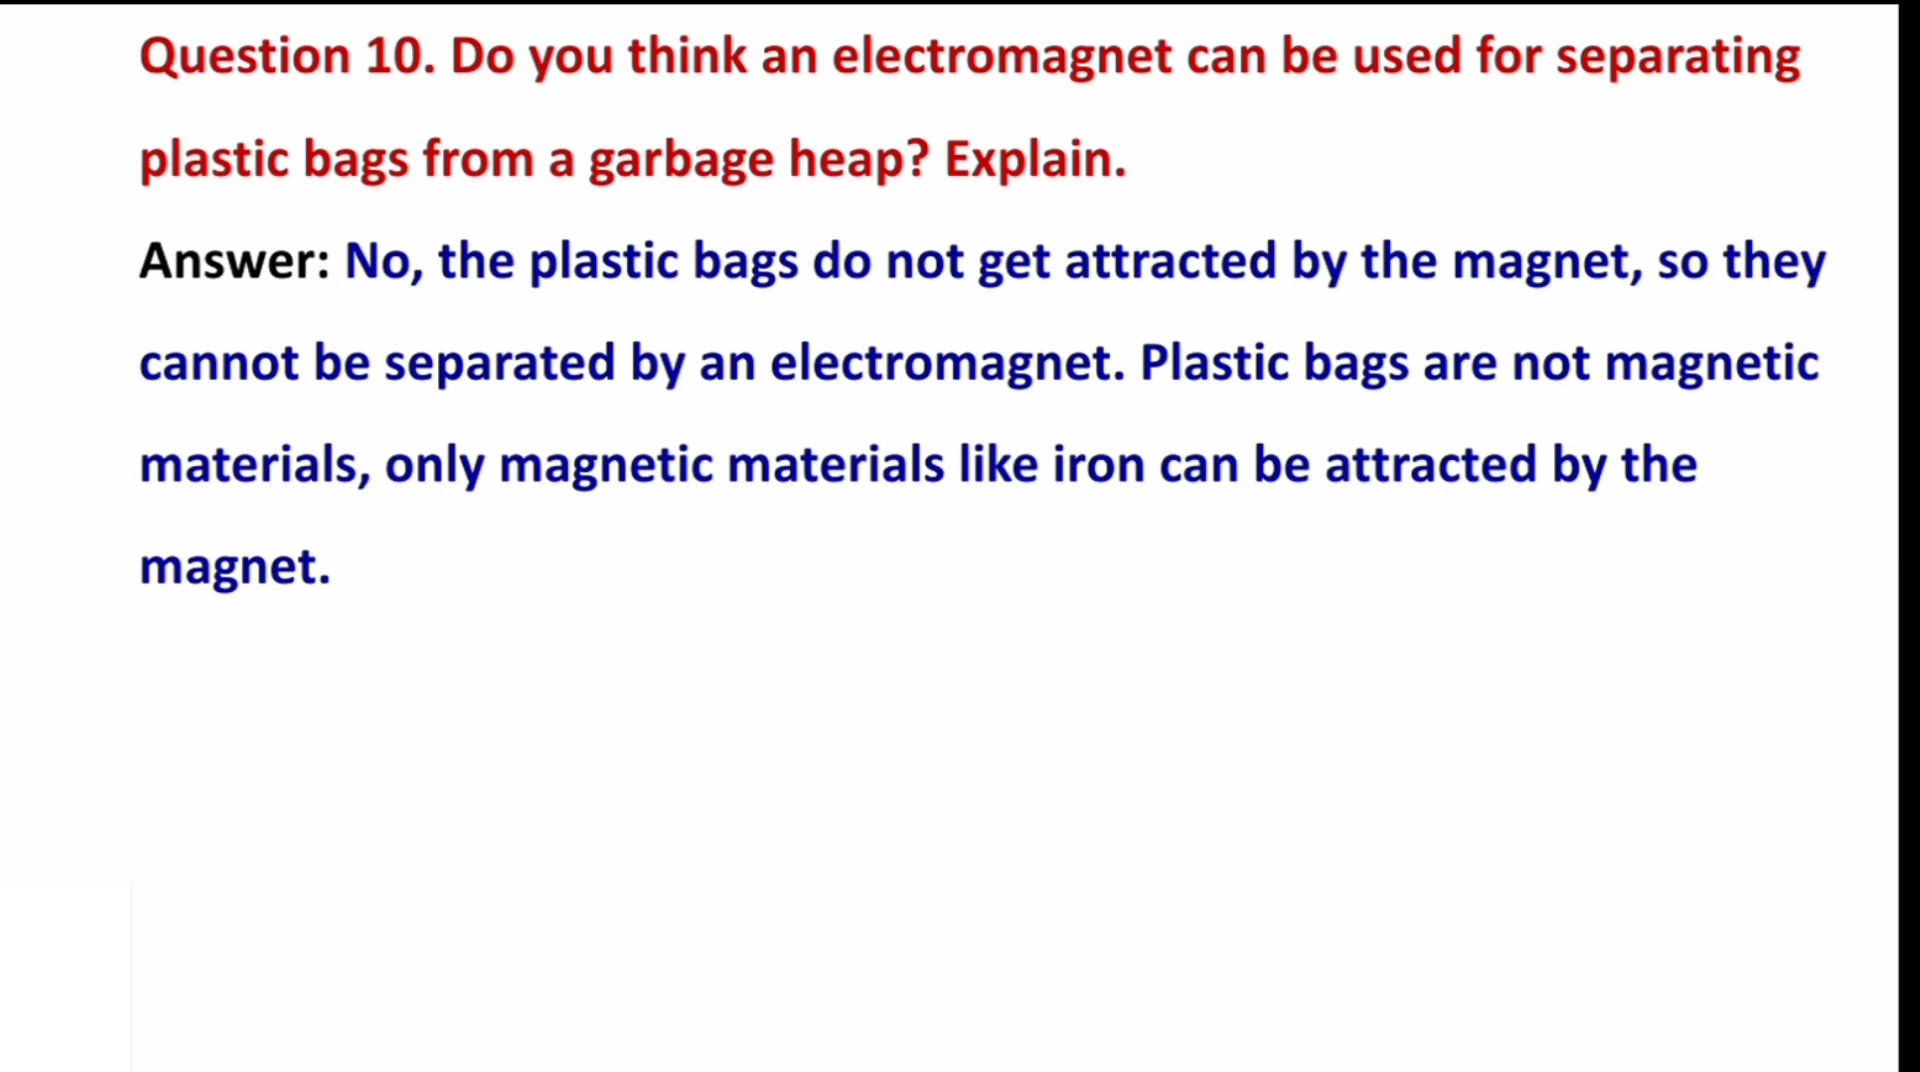 Question 10. Do you think an electromagnet can be used for separating
plastic bags from a garbage heap? Explain.
Answer: No, the plastic bags do not get attracted by the magnet, so they
cannot be separated by an electromagnet. Plastic bags are not magnetic
materials, only magnetic materials like iron can be attracted by the
magnet.